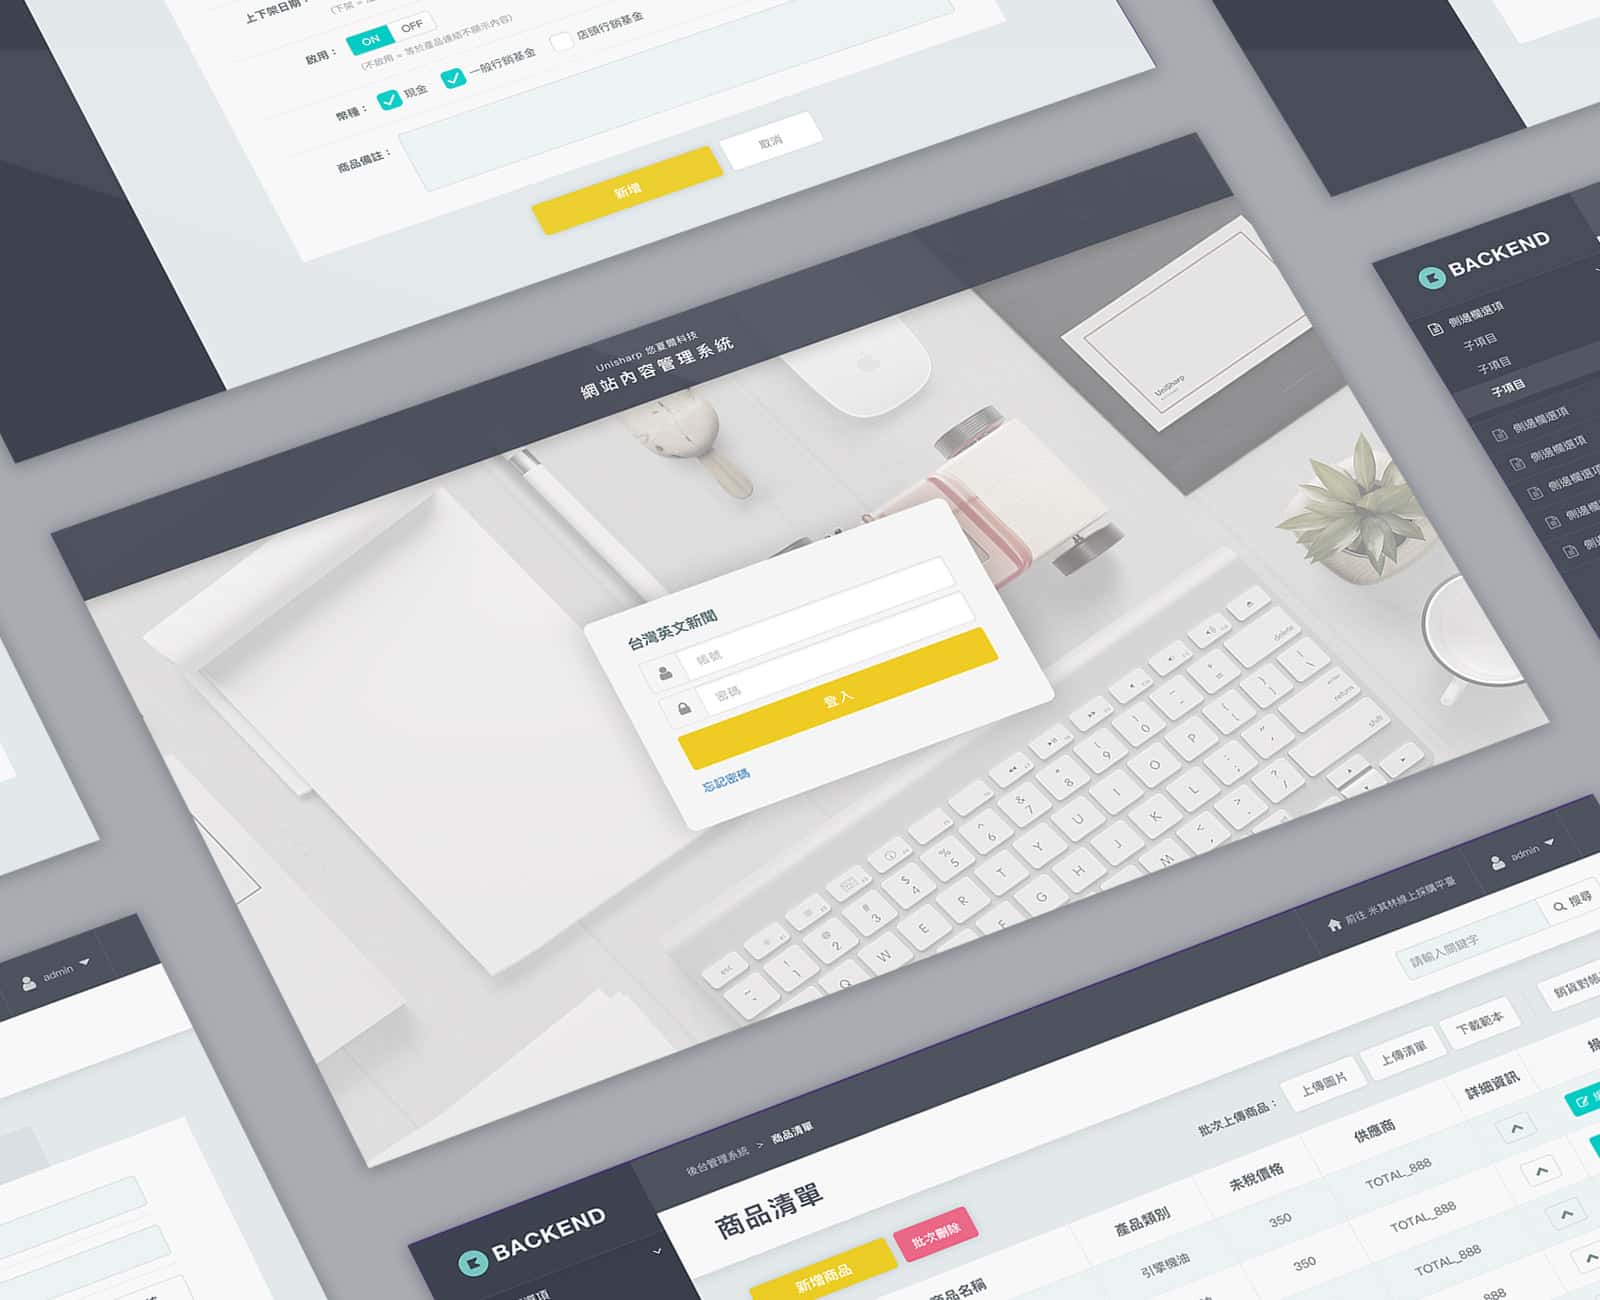 上下架日期：
啟用：
ON
OFF
(不啟用 = 等於產品連結不顯示內容)
幣種：
現金
一般行銷基金
店頭行銷基金
商品備註：
新增
取消
Unisharp 悠夏爾科技
網站內容管理系統
UniSharp
台灣英文新聞
帳號
密碼
登入
忘記密碼
BACKEND
側邊欄選項
子項目
子項目
子項目
側邊欄選項
側邊欄選項
側邊欄選項
側邊欄
側邊
admin
前往 米其林線上採購平臺
admin
請輸入關鍵字
搜尋
後台管理系統 > 商品清單
商品清單
批次上傳商品：
上傳圖片
上傳清單
下載範本
銷貨對帳
新增商品
批次刪除
BACKEND
選項
商品名稱
產品類別
未稅價格
供應商
詳細資訊
引擎機油
350
TOTAL_888
350
TOTAL_888
TOTAL_888
888
esc
delete
return
shift